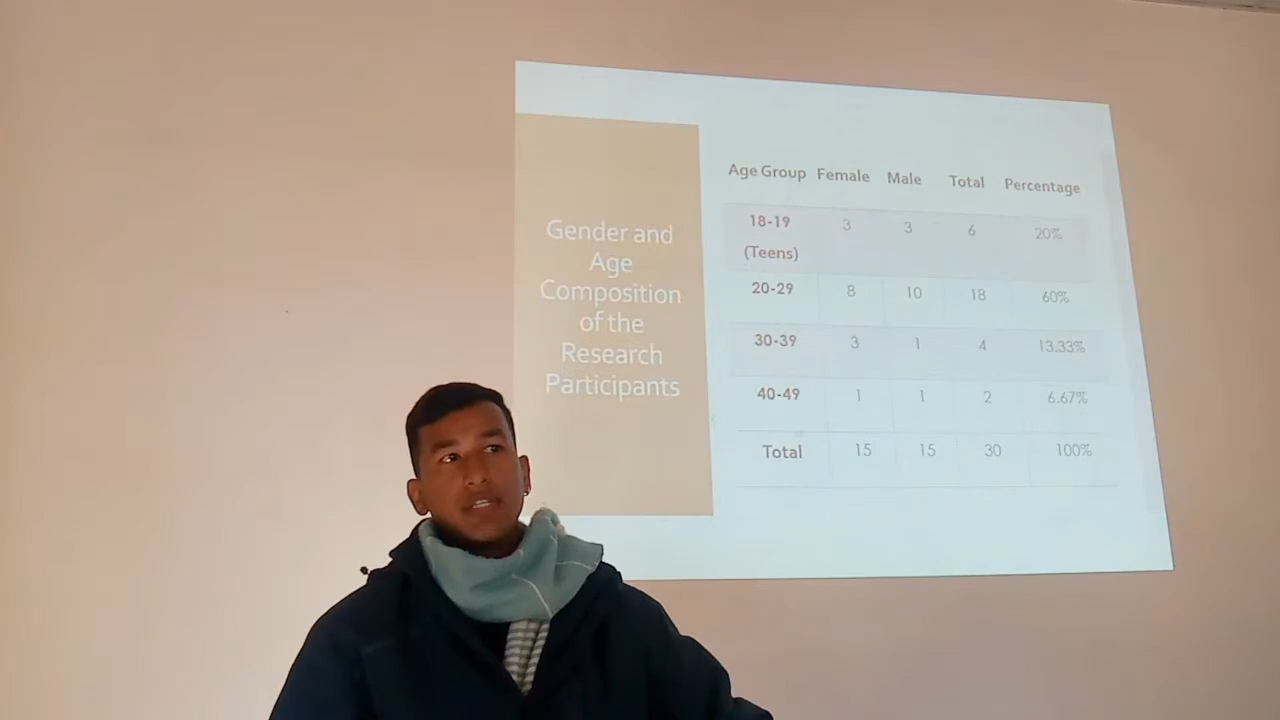 Gender and
Age
Composition
of the
Research
Participants
Age Group Female Male Total Percentage
18-19 3 3 6 20%
(Teens)
20-29 8 10 18 60%
30-39 3 1 4 13.33%
40-49 1 1 2 6.67%
Total 15 15 30 100%